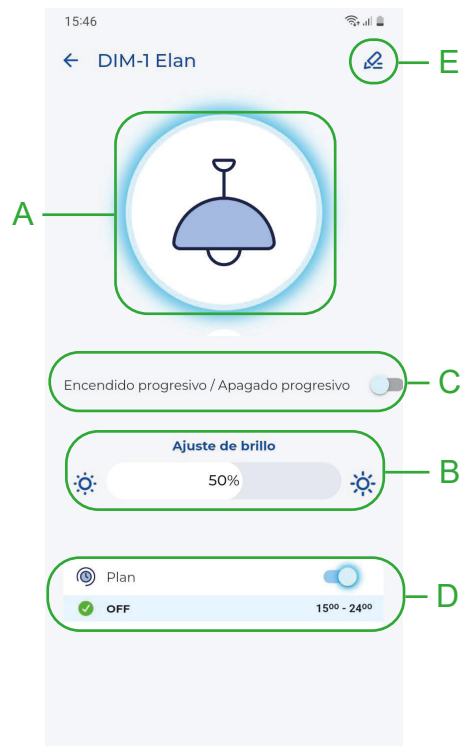 15:46
DIM-1 Elan
E
A
Encendido progresivo / Apagado progresivo
C
Ajuste de brillo
50%
B
Plan
OFF 15⁰⁰ - 24⁰⁰
D